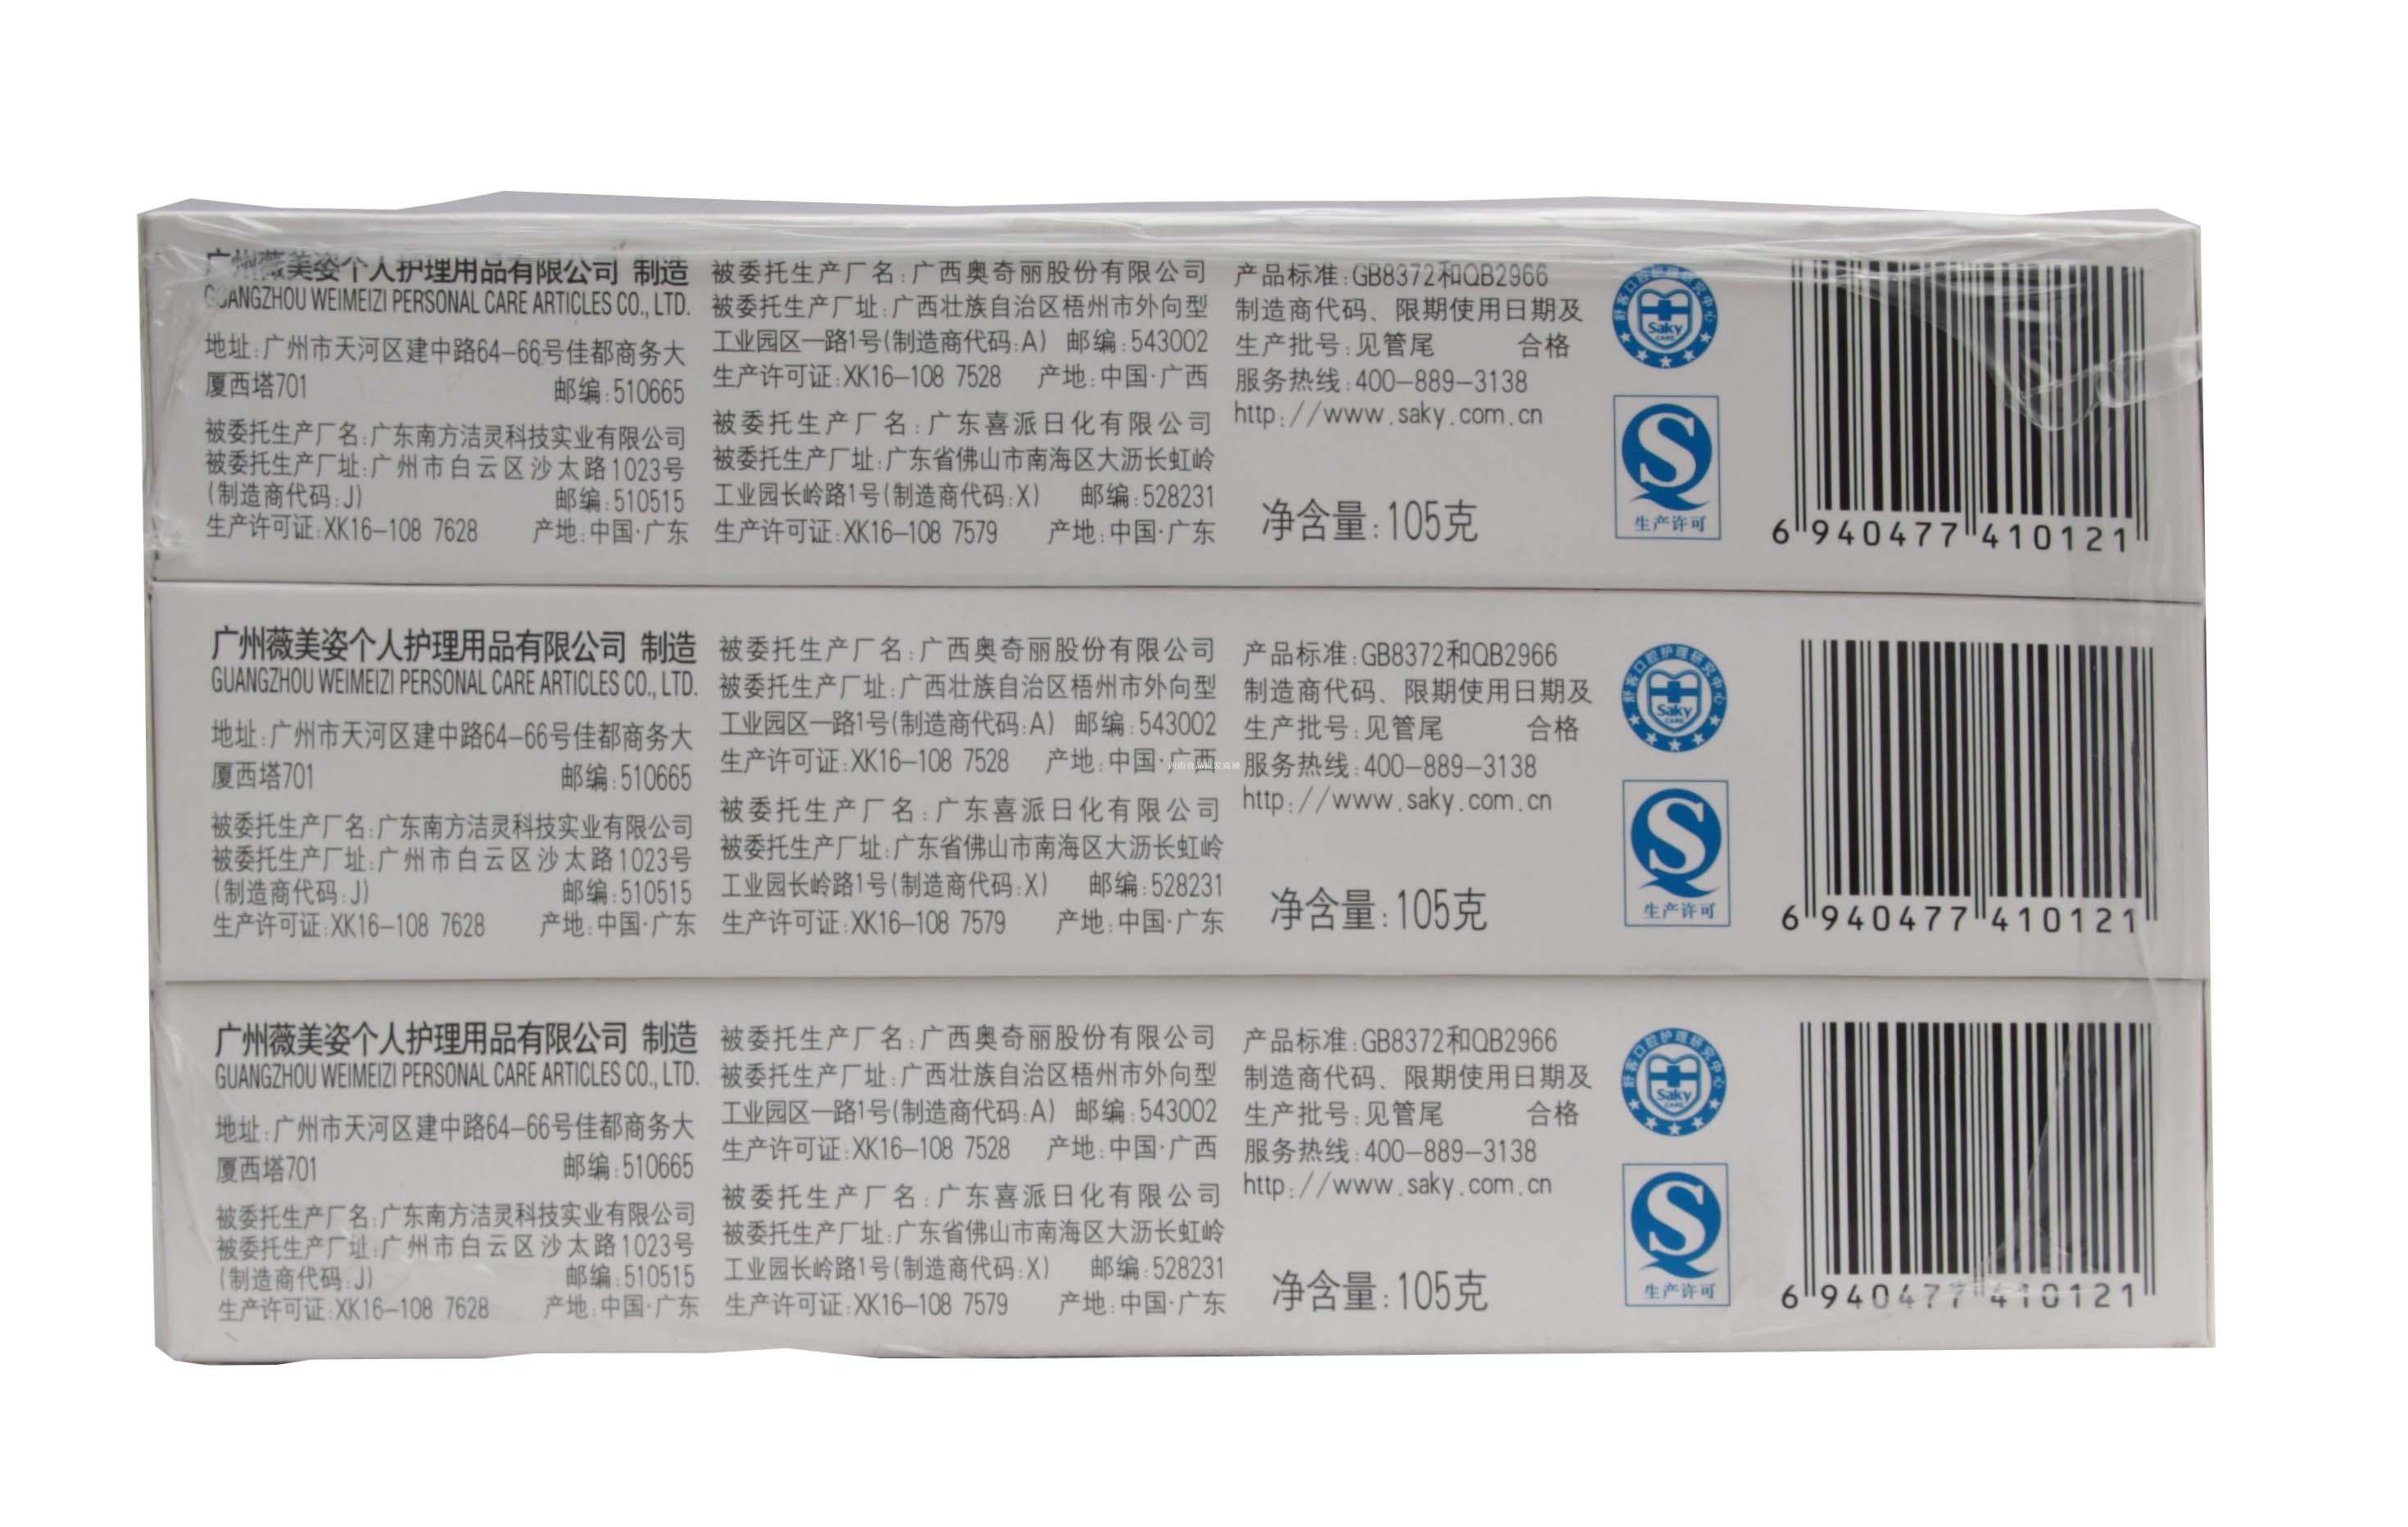 广州薇美姿个人护理用品有限公司 制造
GUANGZHOU WEIMEIZI PERSONAL CARE ARTICLES CO., LTD.
地址:广州市天河区建中路64-66号佳都商务大
厦西塔701 邮编:510665
被委托生产厂名:广东南方洁灵科技实业有限公司
被委托生产厂址:广州市白云区沙太路1023号
(制造商代码:J) 邮编:510515
生产许可证:XK16-108 7628 产地:中国·广东
被委托生产厂名:广西奥奇丽股份有限公司
被委托生产厂址:广西壮族自治区梧州市外向型
工业园区一路1号(制造商代码:A) 邮编:543002
生产许可证:XK16-108 7528 产地:中国·广西
被委托生产厂名:广东喜派日化有限公司
被委托生产厂址:广东省佛山市南海区大沥长虹岭
工业园长岭路1号(制造商代码:X) 邮编:528231
生产许可证:XK16-108 7579 产地:中国·广东
产品标准:GB8372和QB2966
制造商代码、限期使用日期及
生产批号:见管尾 合格
服务热线:400-889-3138
http://www.saky.com.cn
净含量:105克
舒客口腔护理研究中心
Saky
CARE
生产许可
6 940477 410121
广州薇美姿个人护理用品有限公司 制造
GUANGZHOU WEIMEIZI PERSONAL CARE ARTICLES CO., LTD.
地址:广州市天河区建中路64-66号佳都商务大
厦西塔701 邮编:510665
被委托生产厂名:广东南方洁灵科技实业有限公司
被委托生产厂址:广州市白云区沙太路1023号
(制造商代码:J) 邮编:510515
生产许可证:XK16-108 7628 产地:中国·广东
被委托生产厂名:广西奥奇丽股份有限公司
被委托生产厂址:广西壮族自治区梧州市外向型
工业园区一路1号(制造商代码:A) 邮编:543002
生产许可证:XK16-108 7528 产地:中国·广西
被委托生产厂名:广东喜派日化有限公司
被委托生产厂址:广东省佛山市南海区大沥长虹岭
工业园长岭路1号(制造商代码:X) 邮编:528231
生产许可证:XK16-108 7579 产地:中国·广东
产品标准:GB8372和QB2966
制造商代码、限期使用日期及
生产批号:见管尾 合格
服务热线:400-889-3138
http://www.saky.com.cn
净含量:105克
舒客口腔护理研究中心
Saky
CARE
生产许可
6 940477 410121
广州薇美姿个人护理用品有限公司 制造
GUANGZHOU WEIMEIZI PERSONAL CARE ARTICLES CO., LTD.
地址:广州市天河区建中路64-66号佳都商务大
厦西塔701 邮编:510665
被委托生产厂名:广东南方洁灵科技实业有限公司
被委托生产厂址:广州市白云区沙太路1023号
(制造商代码:J) 邮编:510515
生产许可证:XK16-108 7628 产地:中国·广东
被委托生产厂名:广西奥奇丽股份有限公司
被委托生产厂址:广西壮族自治区梧州市外向型
工业园区一路1号(制造商代码:A) 邮编:543002
生产许可证:XK16-108 7528 产地:中国·广西
被委托生产厂名:广东喜派日化有限公司
被委托生产厂址:广东省佛山市南海区大沥长虹岭
工业园长岭路1号(制造商代码:X) 邮编:528231
生产许可证:XK16-108 7579 产地:中国·广东
产品标准:GB8372和QB2966
制造商代码、限期使用日期及
生产批号:见管尾 合格
服务热线:400-889-3138
http://www.saky.com.cn
净含量:105克
舒客口腔护理研究中心
Saky
CARE
生产许可
6 940477 410121